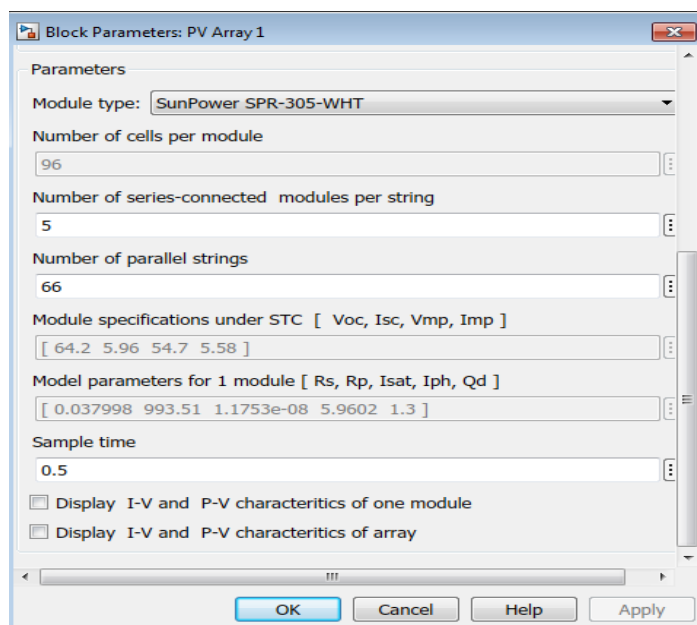 Block Parameters: PV Array 1
Parameters
Module type: SunPower SPR-305-WHT
Number of cells per module
96
Number of series-connected modules per string
5
Number of parallel strings
66
Module specifications under STC [ Voc, Isc, Vmp, Imp ]
[ 64.2 5.96 54.7 5.58 ]
Model parameters for 1 module [ Rs, Rp, Isat, Iph, Qd ]
[ 0.037998 993.51 1.1753e-08 5.9602 1.3 ]
Sample time
0.5
Display I-V and P-V characteritics of one module
Display I-V and P-V characteritics of array
OK Cancel Help Apply